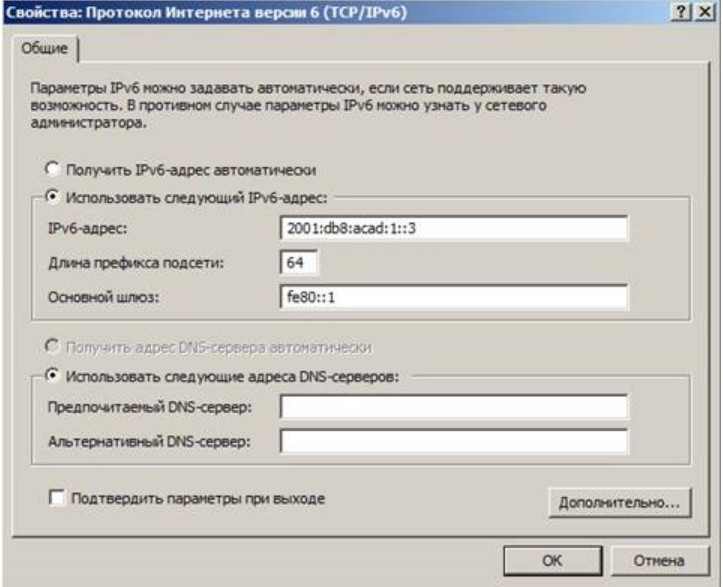 Свойства: Протокол Интернета версии 6 (TCP/IPv6)
Общие
Параметры IPv6 можно задавать автоматически, если сеть поддерживает такую
возможность. В противном случае параметры IPv6 можно узнать у сетевого
администратора.
Получить IPv6-адрес автоматически
Использовать следующий IPv6-адрес:
IPv6-адрес: 2001:db8:acad:1::3
Длина префикса подсети: 64
Основной шлюз: fe80::1
Получить адрес DNS-сервера автоматически
Использовать следующие адреса DNS-серверов:
Предпочитаемый DNS-сервер:
Альтернативный DNS-сервер:
Подтвердить параметры при выходе
Дополнительно...
ОК Отмена